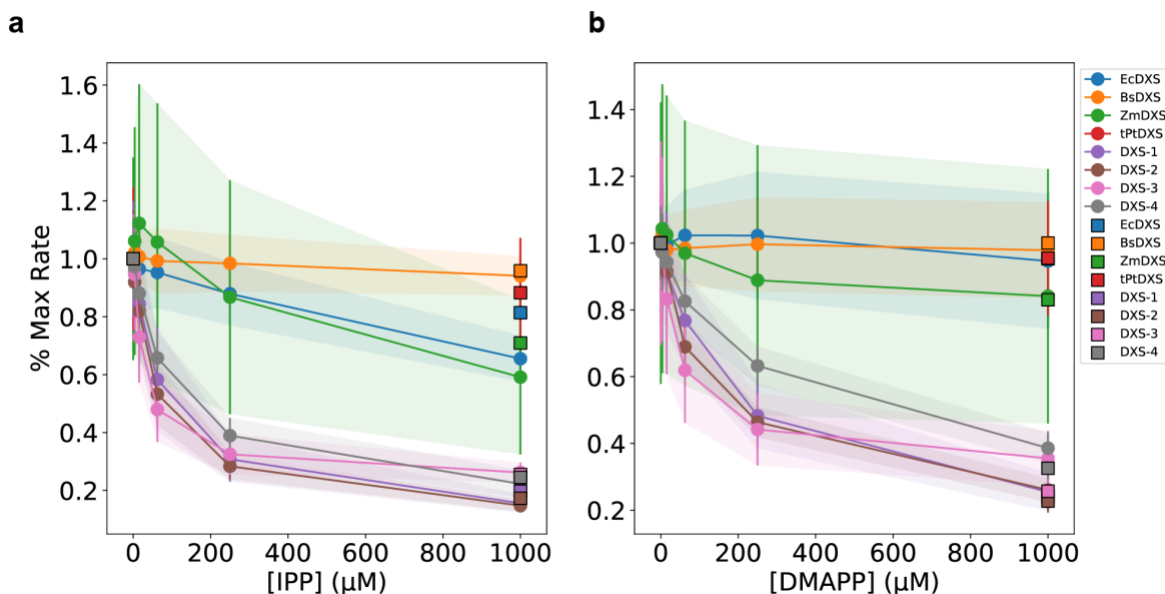 a
b
1.6
1.4
1.2
1.0
0.8
0.6
0.4
0.2
% Max Rate
0
200
400
600
800
1000
[IPP] (μM)
1.4
1.2
1.0
0.8
0.6
0.4
0.2
0
200
400
600
800
1000
[DMAPP] (μM)
EcDXS
BsDXS
ZmDXS
tPtDXS
DXS-1
DXS-2
DXS-3
DXS-4
EcDXS
BsDXS
ZmDXS
tPtDXS
DXS-1
DXS-2
DXS-3
DXS-4